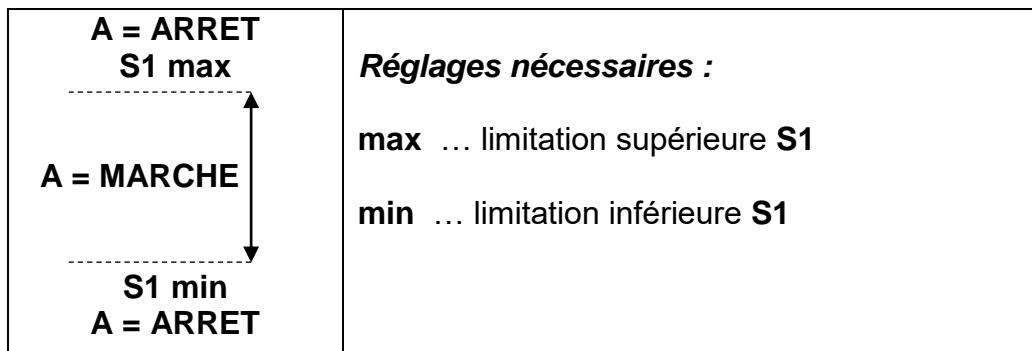 A = ARRET
S1 max
A = MARCHE
S1 min
A = ARRET
Réglages nécessaires :
max … limitation supérieure S1
min … limitation inférieure S1